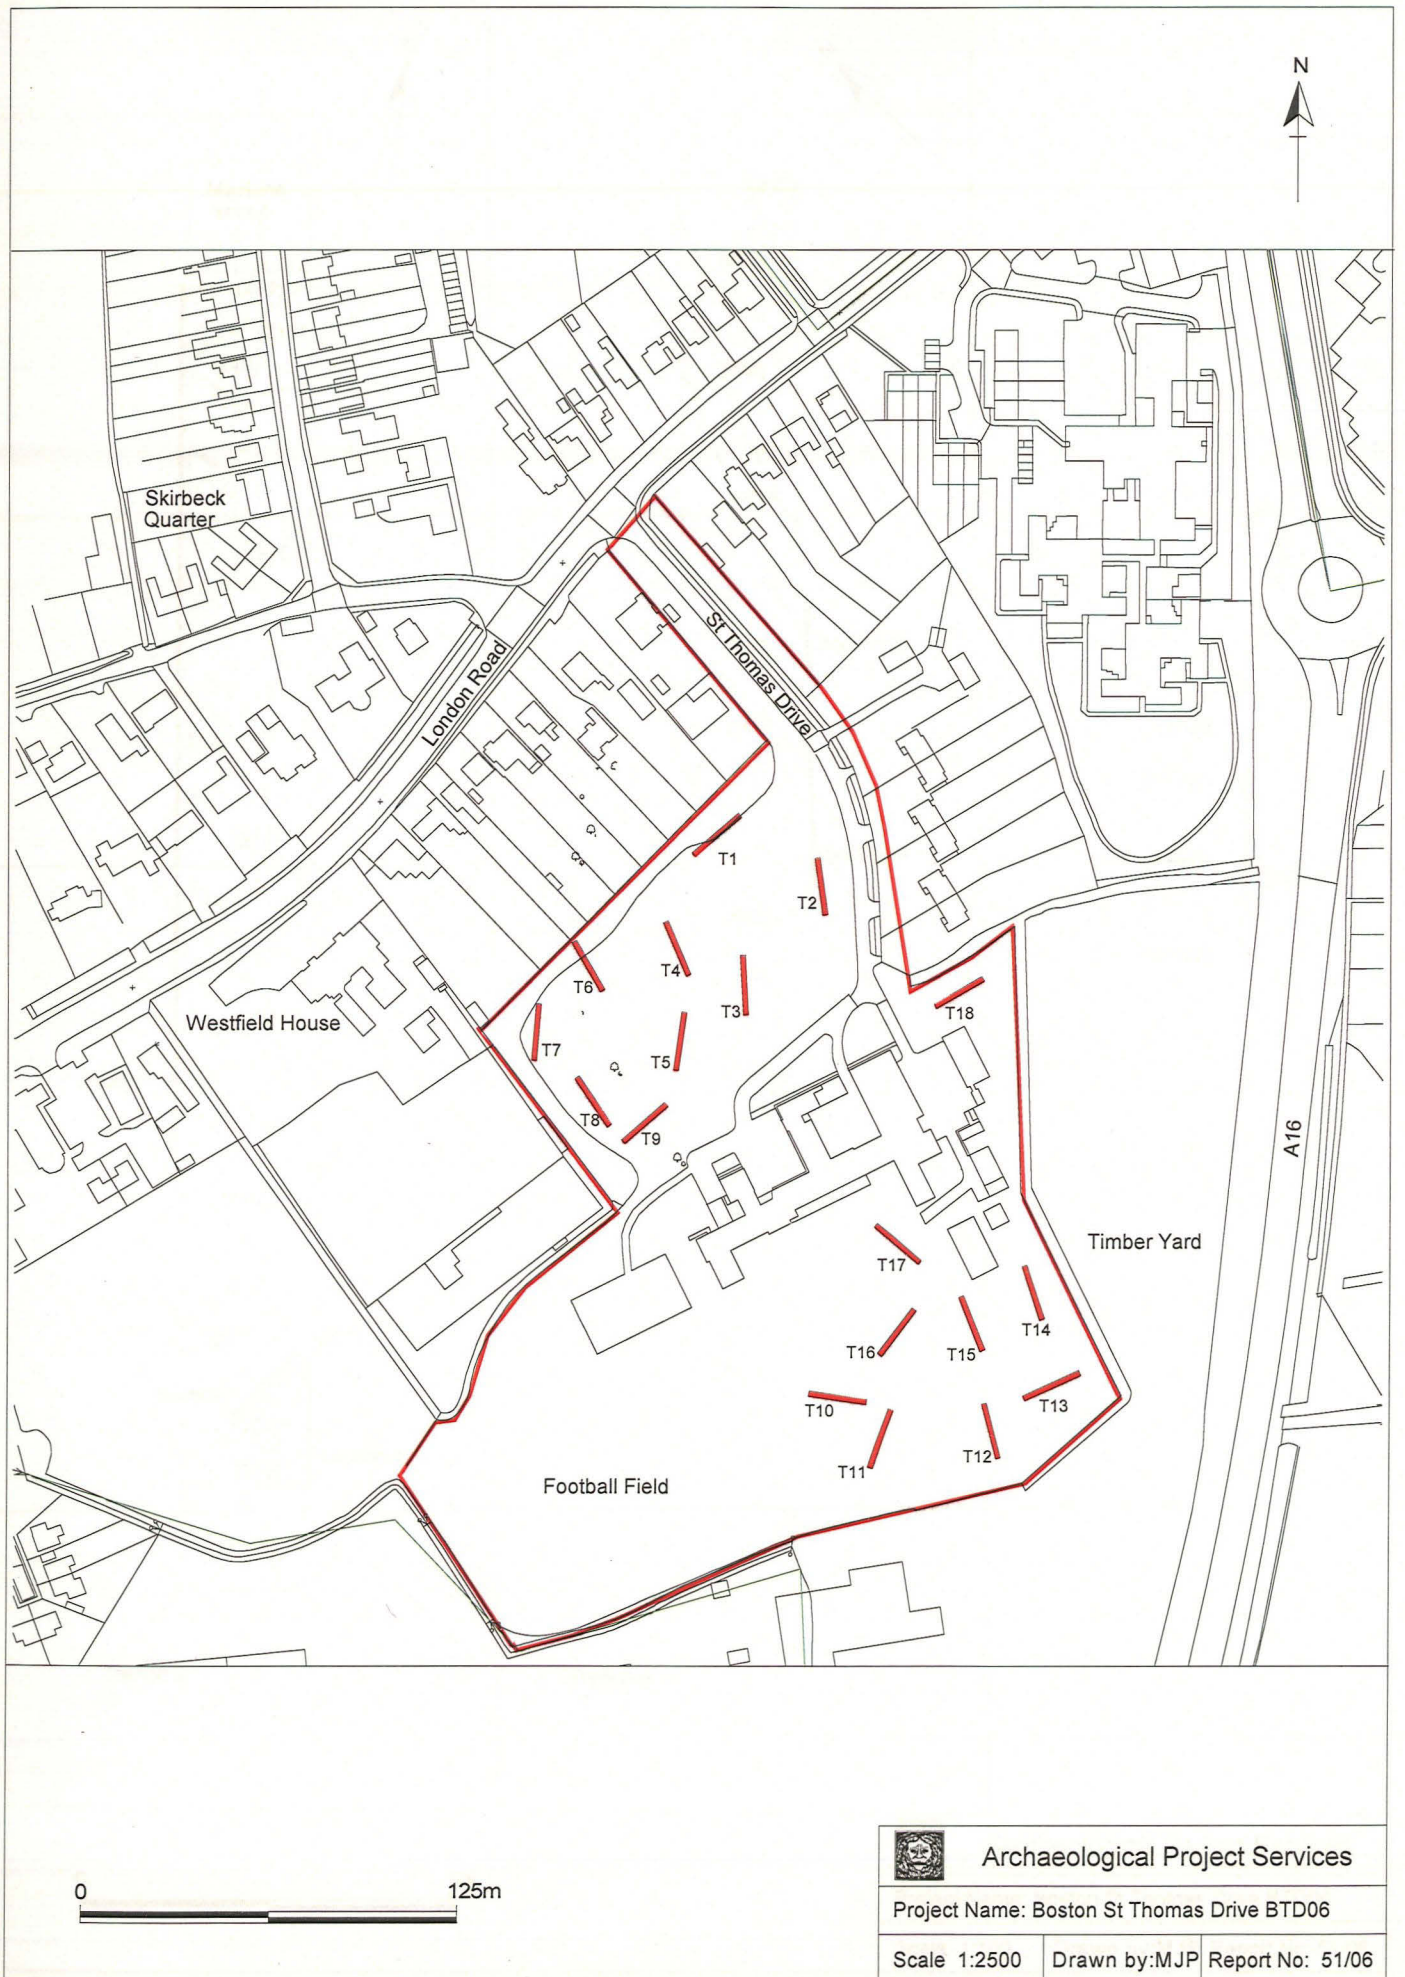 N
Skirbeck
Quarter
London Road
St Thomas Drive
T1
T2
T4
T6
T3
T18
Westfield House
T7
T5
T8
T9
A16
Timber Yard
T17
T14
T16
T15
T10
T13
T12
T11
Football Field
0 125m
Archaeological Project Services
Project Name: Boston St Thomas Drive BTD06
Scale 1:2500 Drawn by:MJP Report No: 51/06